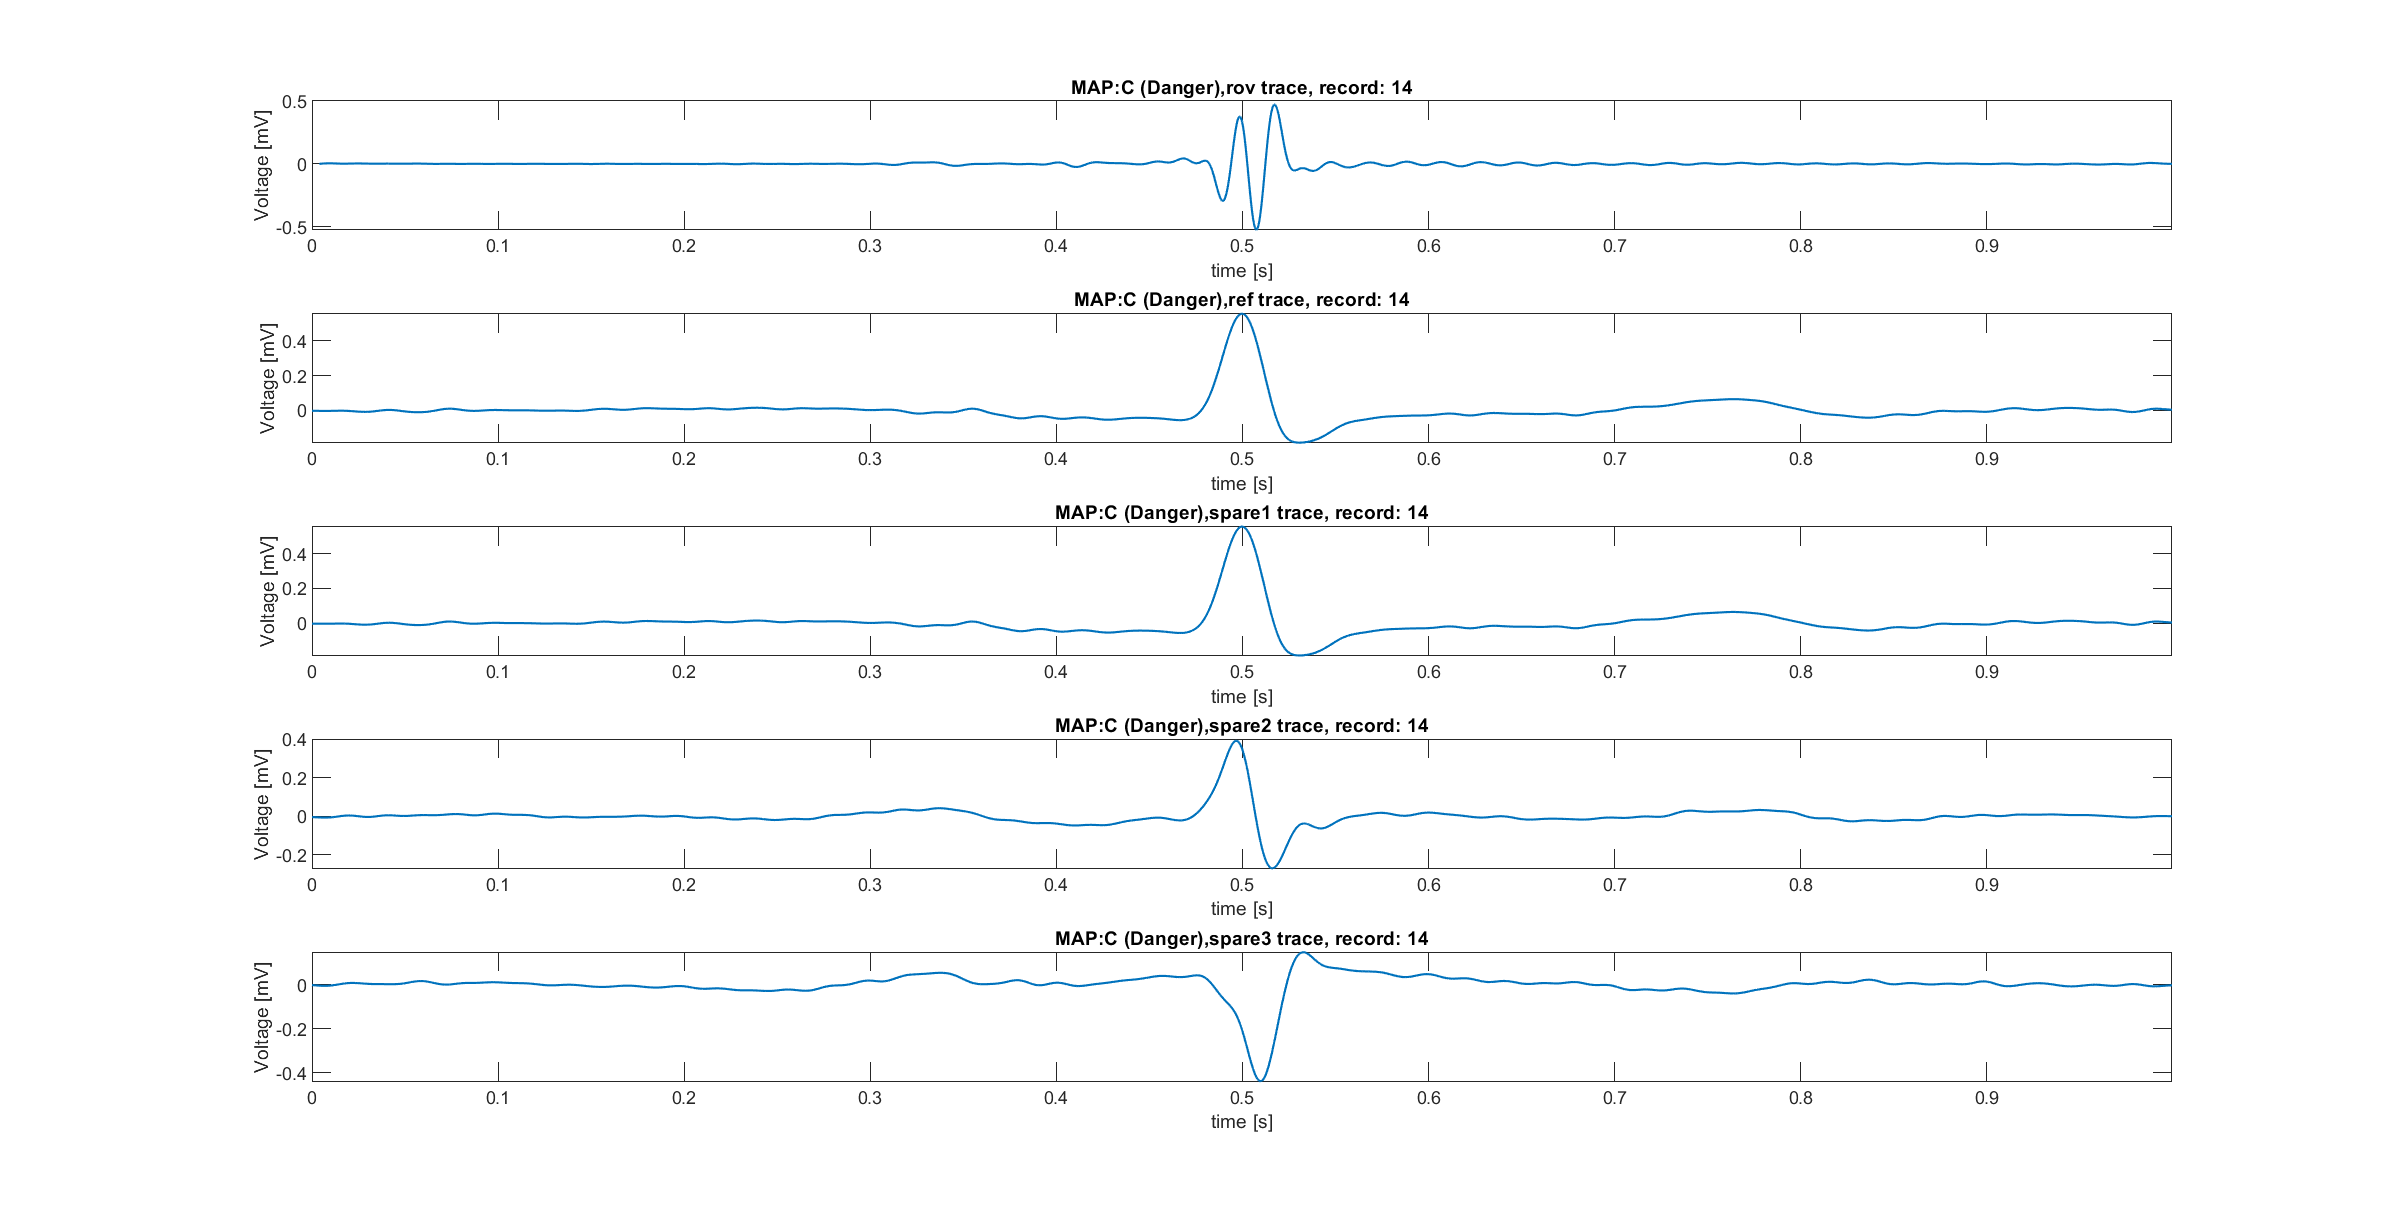 MAP:C (Danger),rov trace, record: 14
Voltage [mV]
0.5
0
-0.5
0 0.1 0.2 0.3 0.4 0.5 0.6 0.7 0.8 0.9
time [s]
MAP:C (Danger),ref trace, record: 14
Voltage [mV]
0.4
0.2
0
0 0.1 0.2 0.3 0.4 0.5 0.6 0.7 0.8 0.9
time [s]
MAP:C (Danger),spare1 trace, record: 14
Voltage [mV]
0.4
0.2
0
0 0.1 0.2 0.3 0.4 0.5 0.6 0.7 0.8 0.9
time [s]
MAP:C (Danger),spare2 trace, record: 14
Voltage [mV]
0.4
0.2
0
-0.2
0 0.1 0.2 0.3 0.4 0.5 0.6 0.7 0.8 0.9
time [s]
MAP:C (Danger),spare3 trace, record: 14
Voltage [mV]
0
-0.2
-0.4
0 0.1 0.2 0.3 0.4 0.5 0.6 0.7 0.8 0.9
time [s]